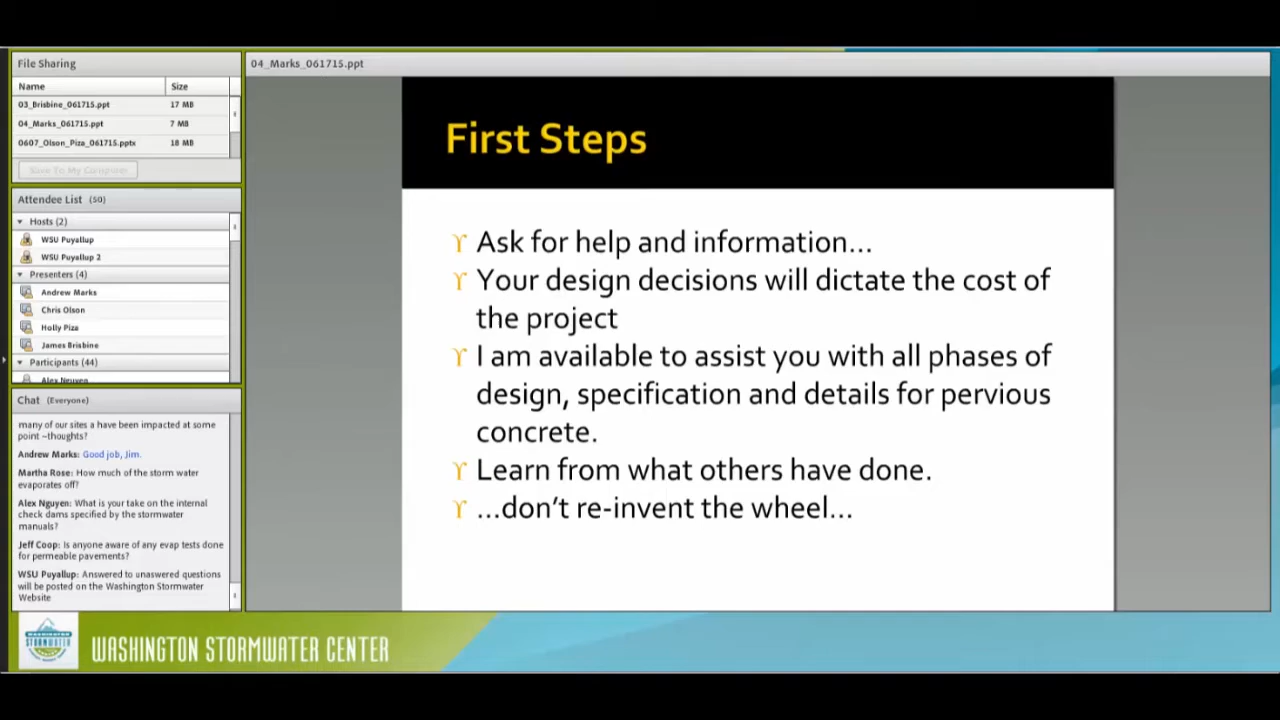 File Sharing
Name Size
03_Brisbine_061715.ppt 17 MB
04_Marks_061715.ppt 7 MB
0607_Olson_Piza_061715.pptx 18 MB
Save To My Computer
Attendee List (50)
Hosts (2)
WSU Puyallup
WSU Puyallup 2
Presenters (4)
Andrew Marks
Chris Olson
Holly Piza
James Brisbine
Participants (44)
Alex Nguyen
Chat (Everyone)
many of our sites a have been impacted at some
point ~thoughts?
Andrew Marks: Good job, Jim.
Martha Rose: How much of the storm water
evaporates off?
Alex Nguyen: What is your take on the internal
check dams specified by the stormwater
manuals?
Jeff Coop: Is anyone aware of any evap tests done
for permeable pavements?
WSU Puyallup: Answered to unaswered questions
will be posted on the Washington Stormwater
Website
04_Marks_061715.ppt
First Steps
Ask for help and information...
Your design decisions will dictate the cost of
the project
I am available to assist you with all phases of
design, specification and details for pervious
concrete.
Learn from what others have done.
...don't re-invent the wheel...
WASHINGTON STORMWATER CENTER